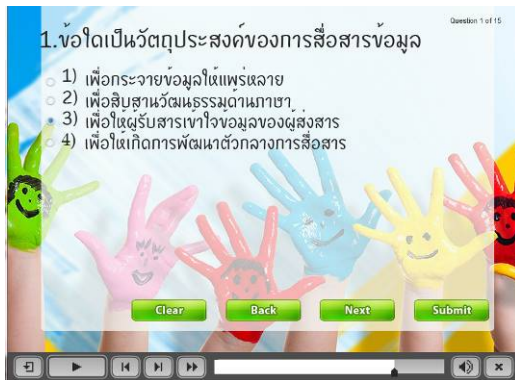 Question 1 of 15
1.ข้อใดเป็นวัตถุประสงค์ของการสื่อสารข้อมูล
1) เพื่อกระจายข้อมูลให้แพร่หลาย
2) เพื่อสืบสานวัฒนธรรมด้านภาษา
3) เพื่อให้ผู้รับสารเข้าใจข้อมูลของผู้ส่งสาร
4) เพื่อให้เกิดการพัฒนาตัวกลางการสื่อสาร
Clear Back Next Submit